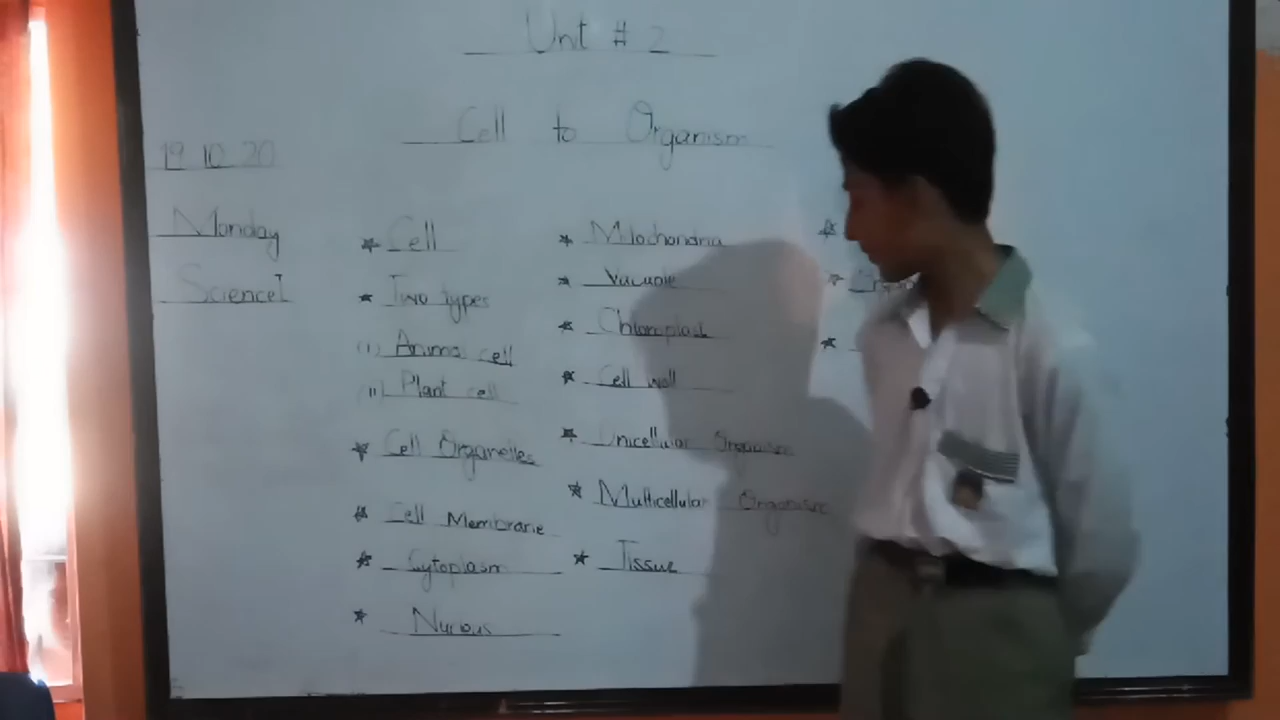 Unit # 2
Cell to Organism
19 10 20
Monday
Science
Cell
Two types
(i) Animal cell
(ii) Plant cell
Cell Organelles
Cell Membrane
Cytoplasm
Mitochondria
Vacuole
Chloroplast
Cell wall
Unicellular Organism
Multicellular Organism
Tissue